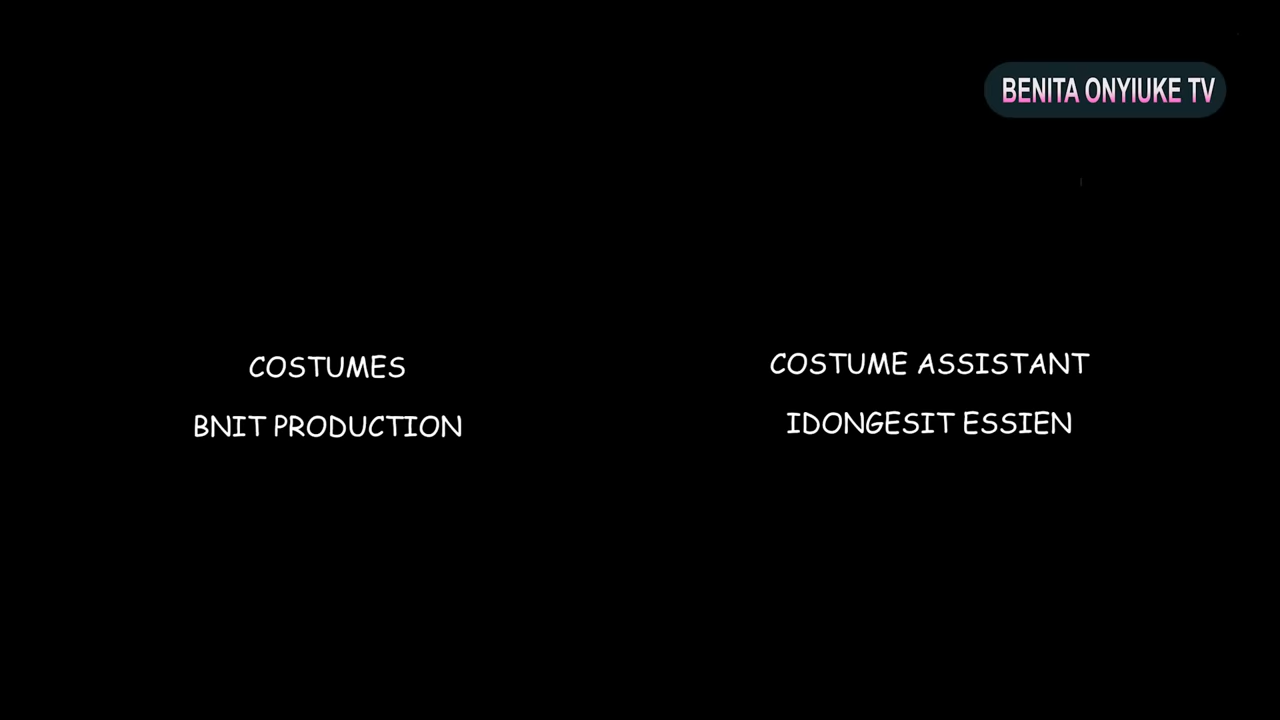 BENITA ONYIUKE TV
COSTUMES
BNIT PRODUCTION
COSTUME ASSISTANT
IDONGESIT ESSIEN